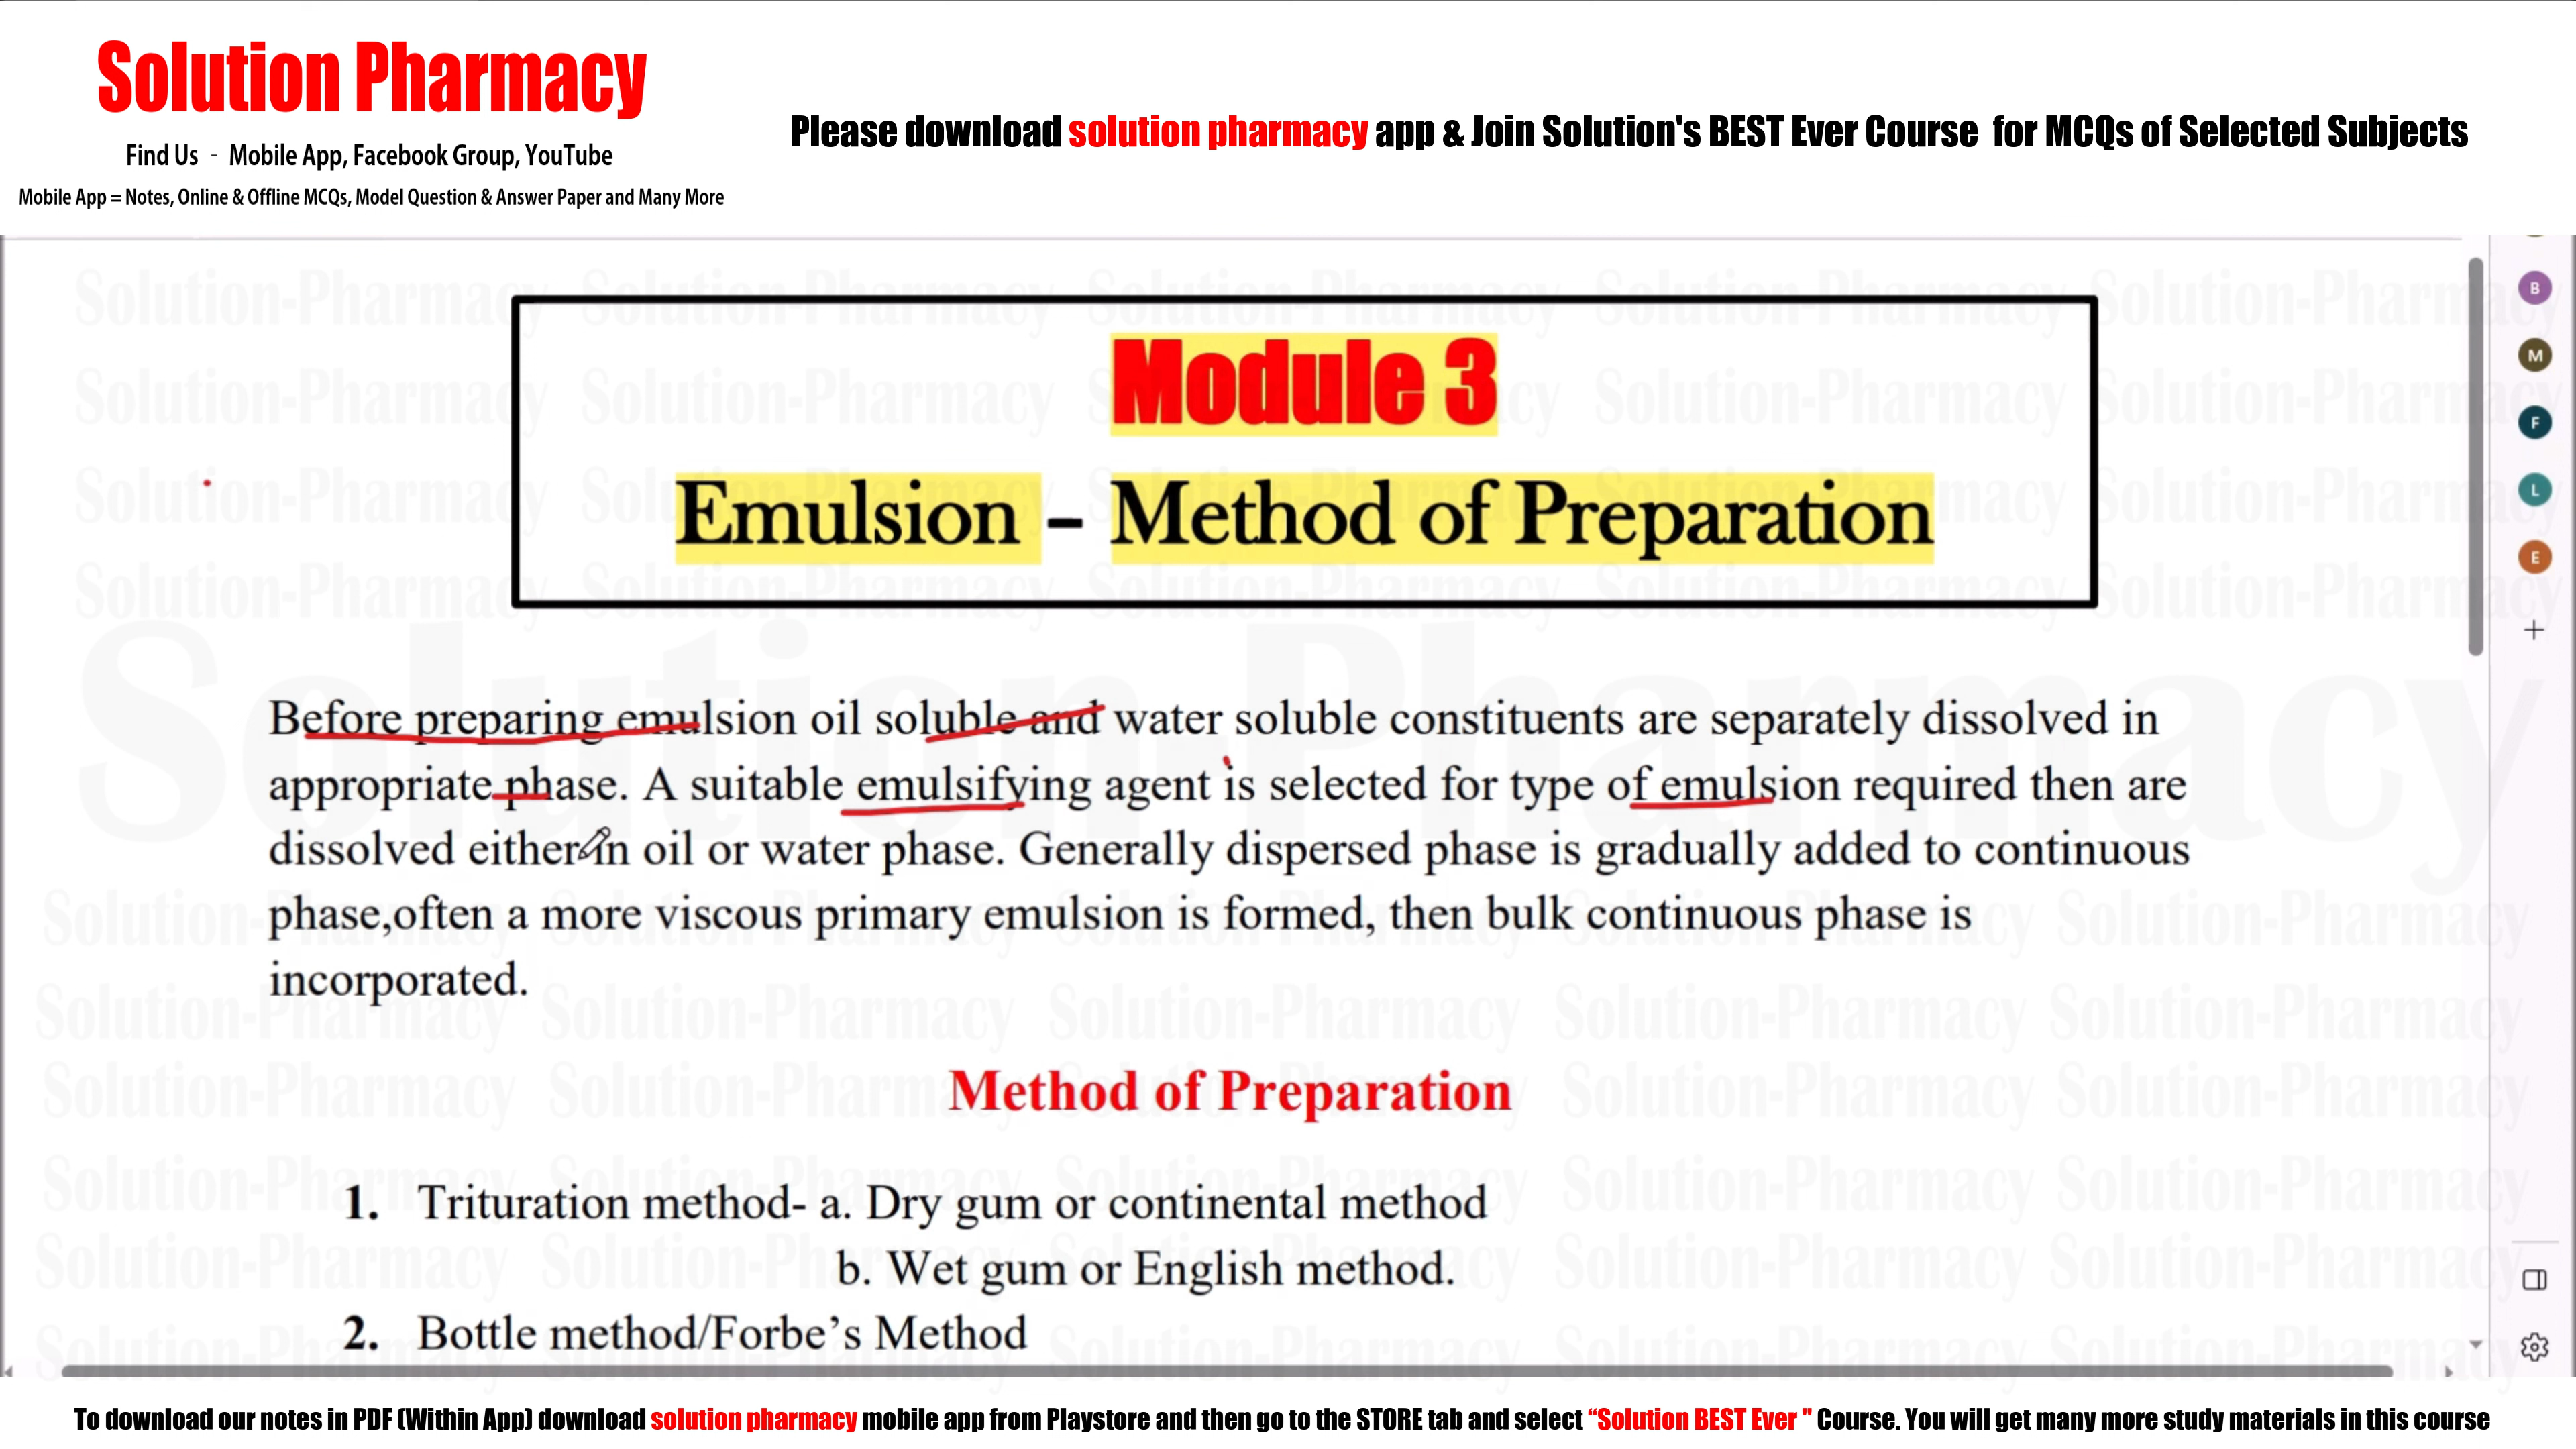 Solution Pharmacy
Find Us - Mobile App, Facebook Group, YouTube
Mobile App = Notes, Online & Offline MCQs, Model Question & Answer Paper and Many More
Please download solution pharmacy app & Join Solution's BEST Ever Course for MCQs of Selected Subjects
Module 3
Emulsion – Method of Preparation
Before preparing emulsion oil soluble and water soluble constituents are separately dissolved in
appropriate phase. A suitable emulsifying agent is selected for type of emulsion required then are
dissolved either in oil or water phase. Generally dispersed phase is gradually added to continuous
phase,often a more viscous primary emulsion is formed, then bulk continuous phase is
incorporated.
Method of Preparation
1. Trituration method- a. Dry gum or continental method
b. Wet gum or English method.
2. Bottle method/Forbe’s Method
B
M
F
L
E
Solution Pharmacy
Solution-Pharmacy
To download our notes in PDF (Within App) download solution pharmacy mobile app from Playstore and then go to the STORE tab and select “Solution BEST Ever " Course. You will get many more study materials in this course